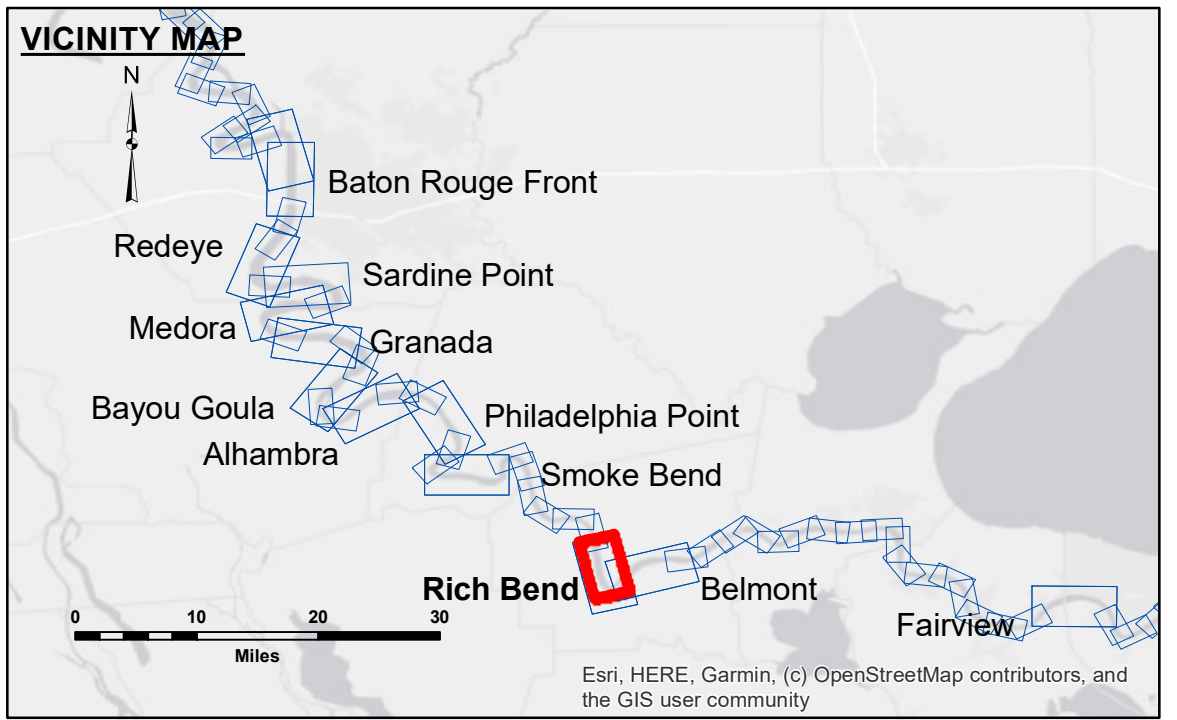 VICINITY MAP
N
Baton Rouge Front
Redeye
Sardine Point
Medora
Granada
Bayou Goula
Philadelphia Point
Alhambra
Smoke Bend
Rich Bend
Belmont
Fairview
0 10 20 30
Miles
Esri, HERE, Garmin, (c) OpenStreetMap contributors, and
the GIS user community